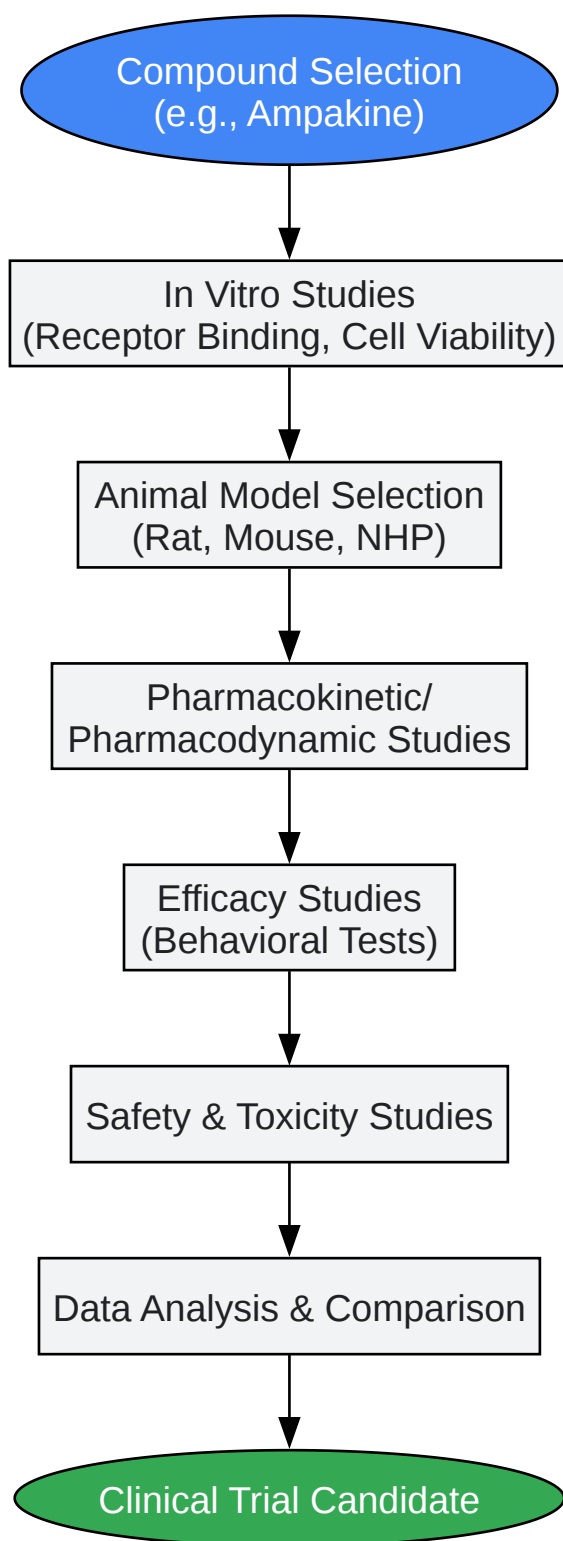 Compound Selection
(e.g., Ampakine)
In Vitro Studies
(Receptor Binding, Cell Viability)
Animal Model Selection
(Rat, Mouse, NHP)
Pharmacokinetic/
Pharmacodynamic Studies
Efficacy Studies
(Behavioral Tests)
Safety & Toxicity Studies
Data Analysis & Comparison
Clinical Trial Candidate